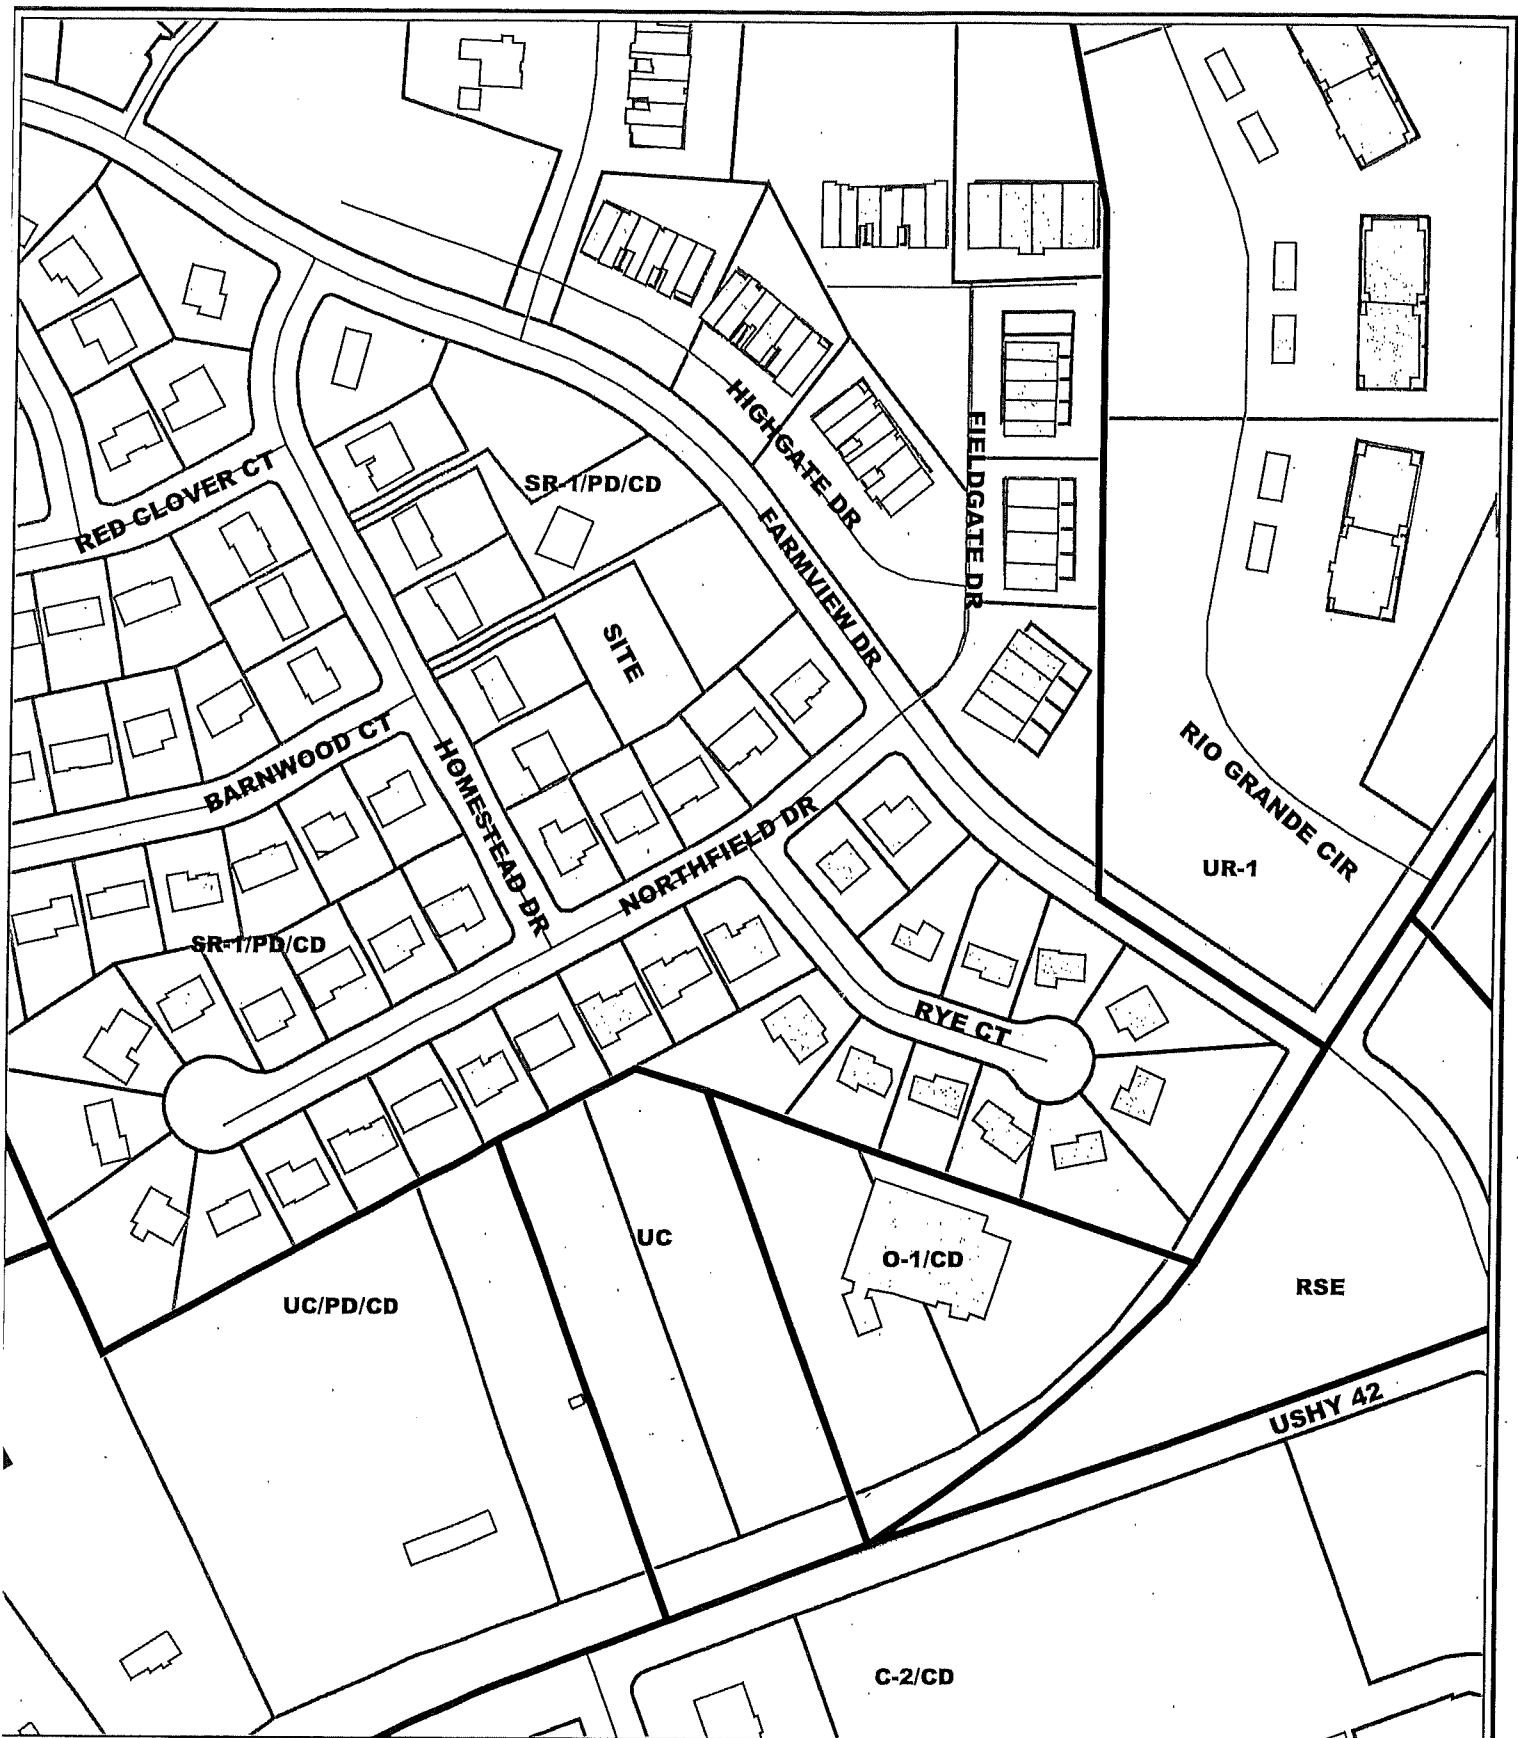 HIGHGATE DR
FIELDGATE DR
RED CLOVER CT
SR-1/PD/CD
FARMVIEW DR
SITE
BARNWOOD CT
HOMESTEAD DR
RIO GRANDE CIR
NORTHFIELD DR
UR-1
SR-1/PD/CD
RYE CT
UC
O-1/CD
UC/PD/CD
RSE
USHY 42
C-2/CD